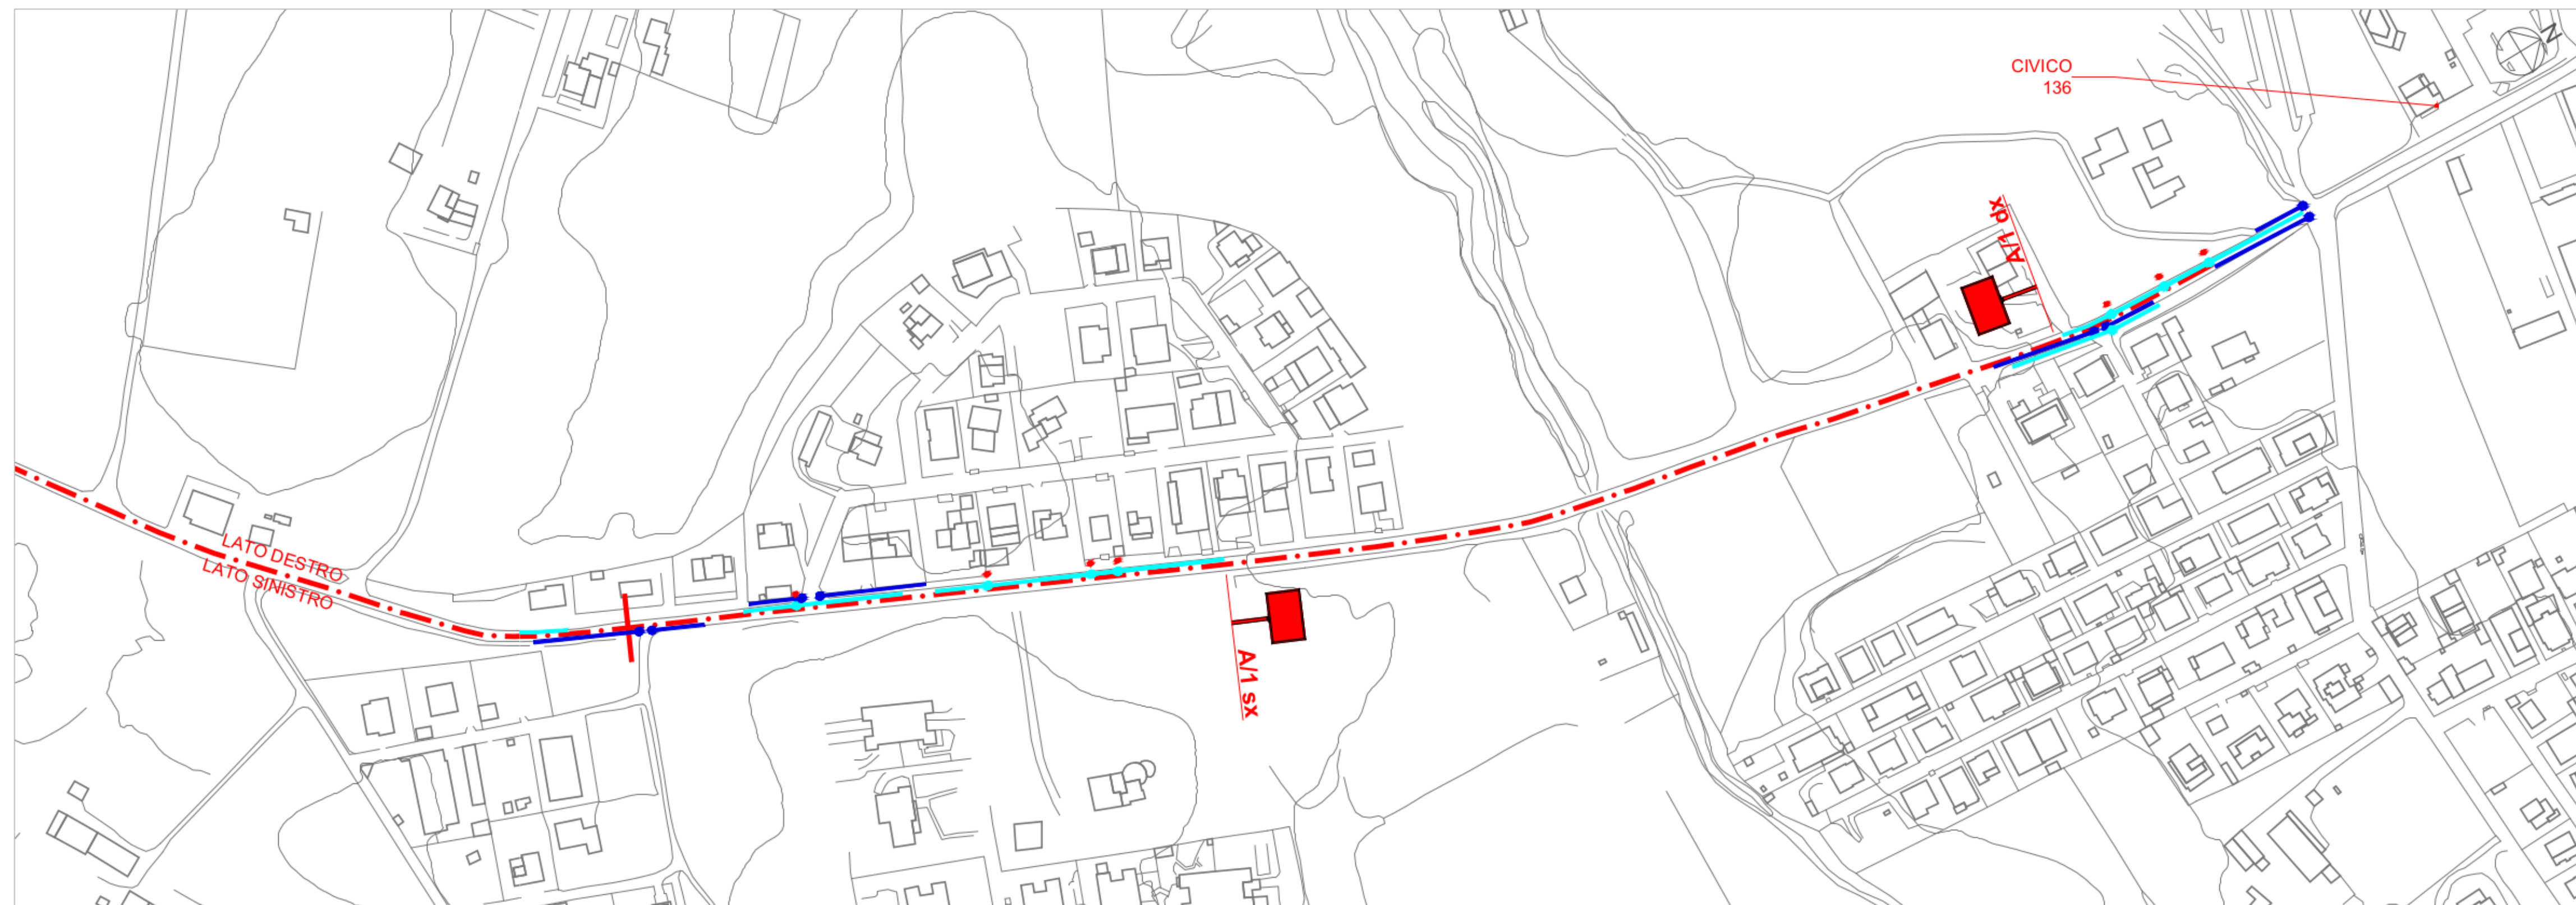 CIVICO
136
N
A/1 dx
LATO DESTRO
LATO SINISTRO
A/1 sx